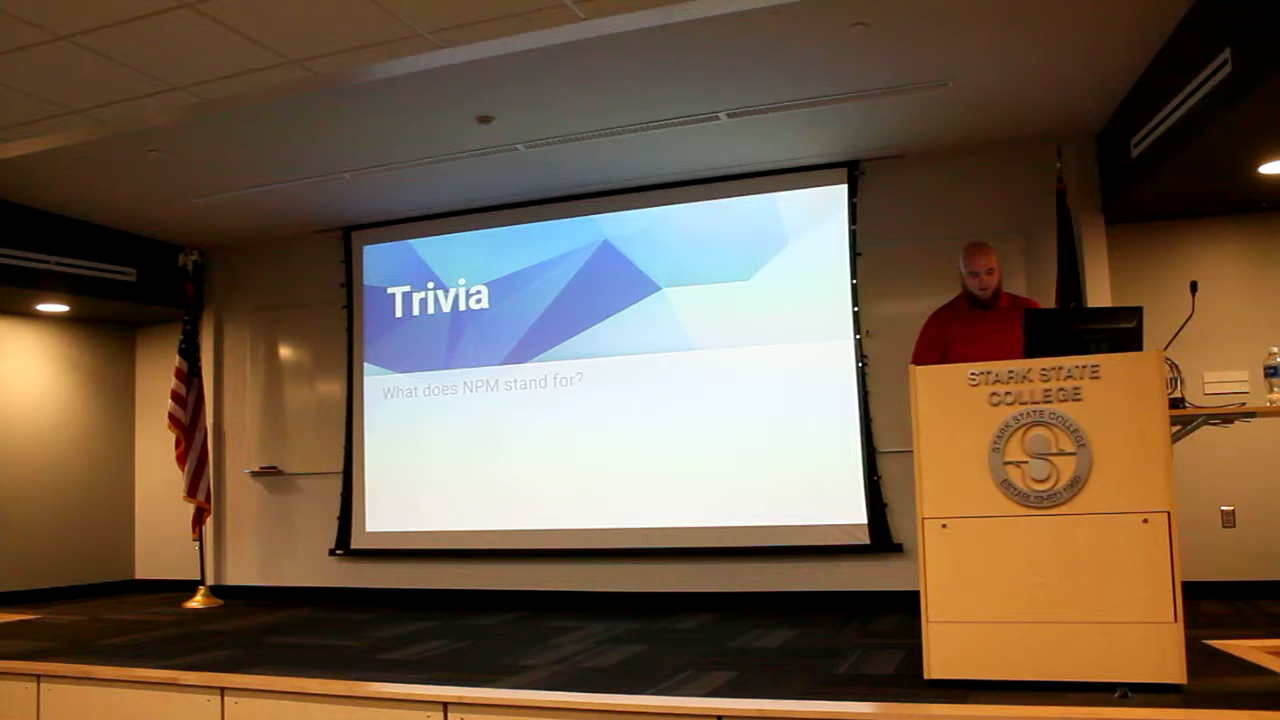 Trivia
What does NPM stand for?
STARK STATE
COLLEGE
STARK STATE COLLEGE
ESTABLISHED 1960